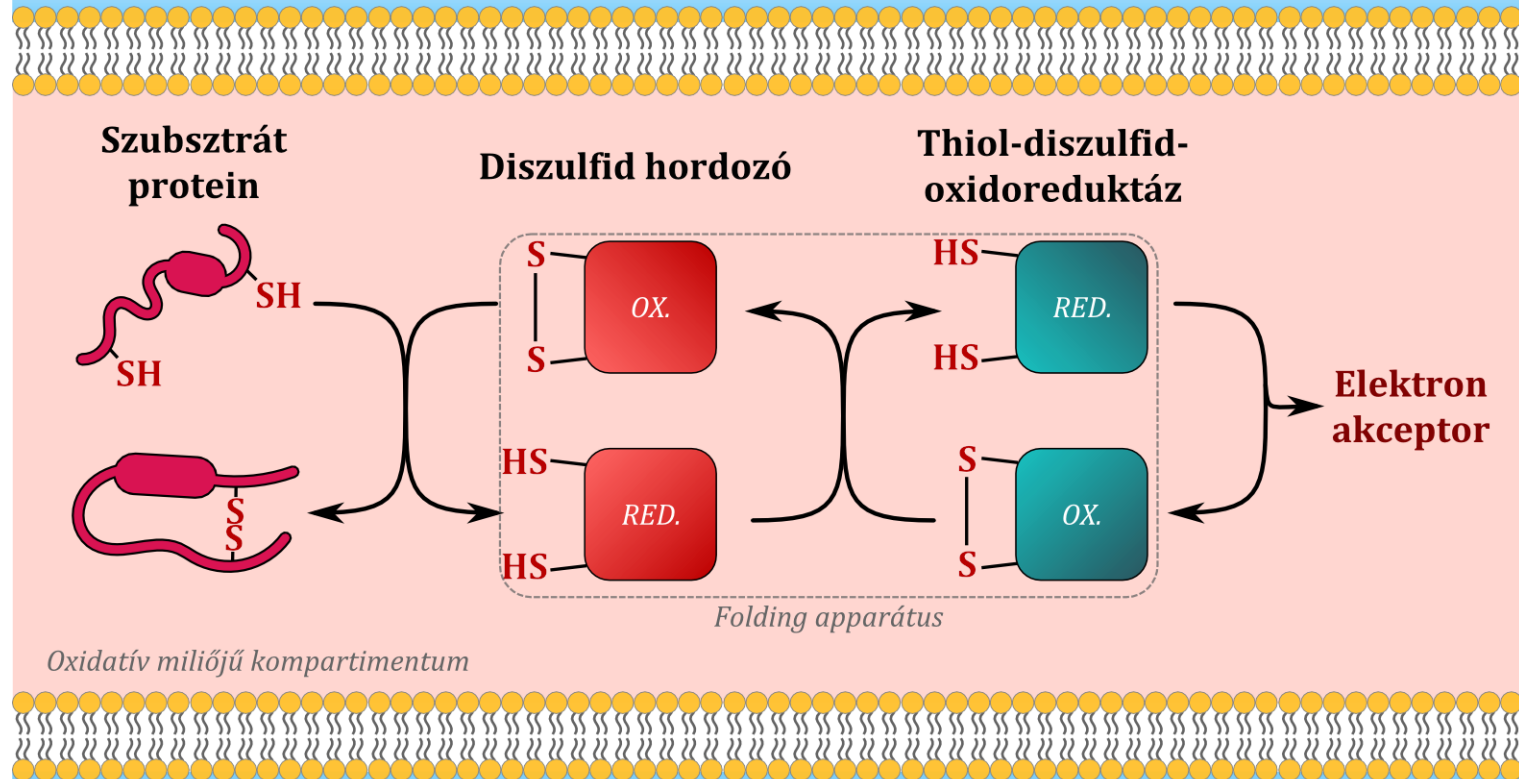 Szubsztrát
protein
Diszulfid hordozó
Thiol-diszulfid-
oxidoreduktáz
SH
SH
S
S
OX.
HS
HS
RED.
Elektron
akceptor
S
S
HS
HS
RED.
S
S
OX.
Folding apparátus
Oxidatív miliőjű kompartimentum